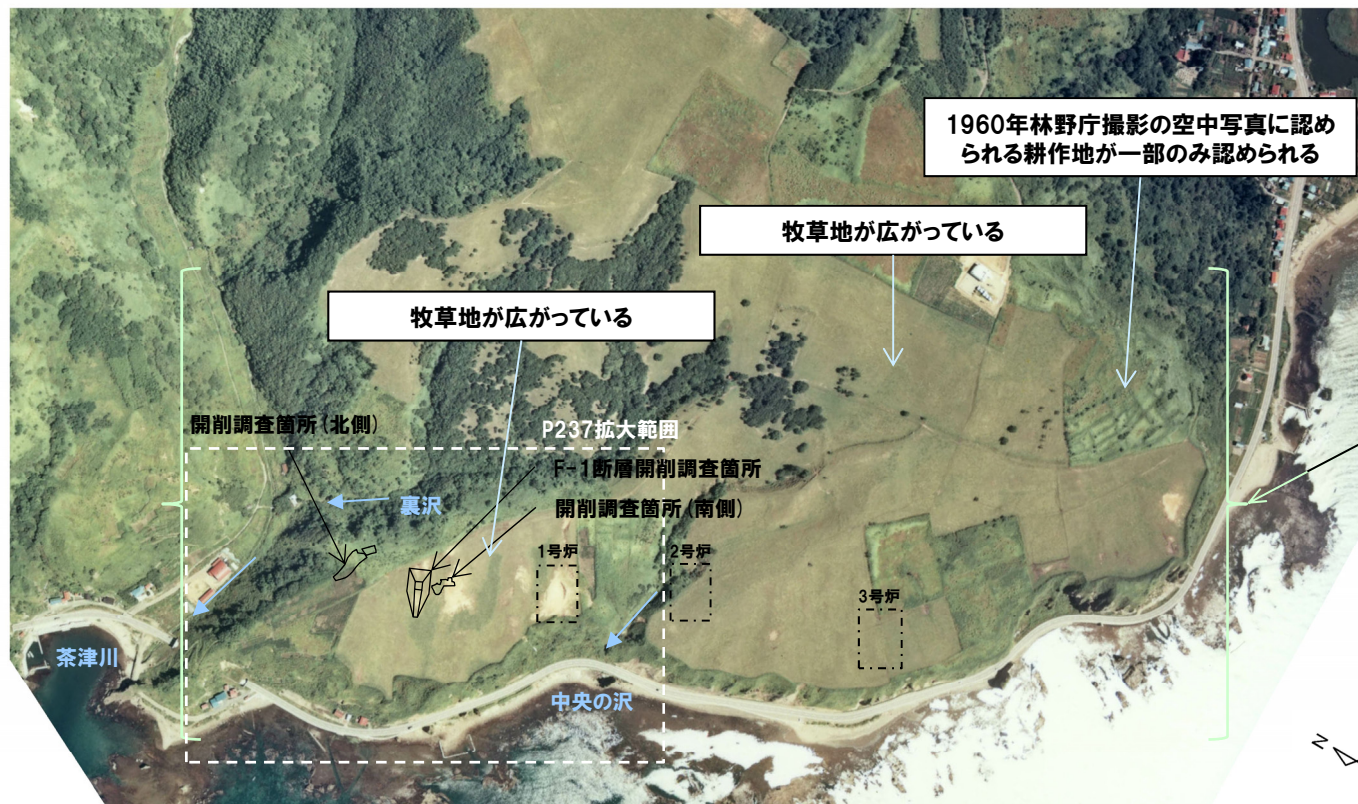 1960年林野庁撮影の空中写真に認め
られる耕作地が一部のみ認められる
牧草地が広がっている
牧草地が広がっている
開削調査箇所(北側)
P237拡大範囲
F-1断層開削調査箇所
裏沢
開削調査箇所(南側)
1号炉
2号炉
3号炉
茶津川
中央の沢
N